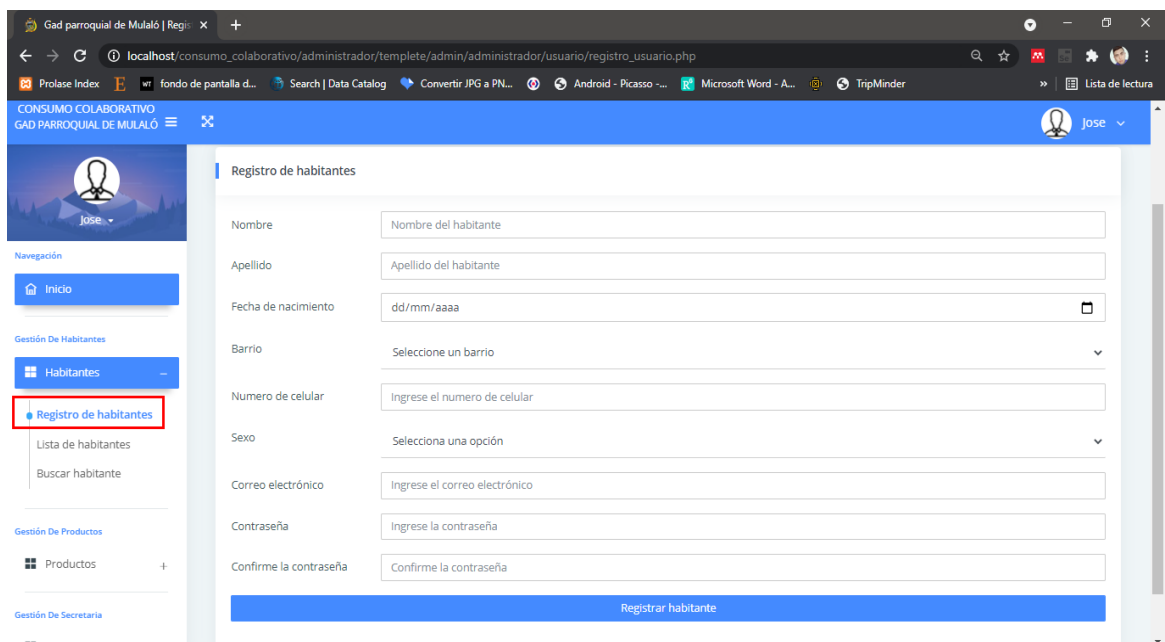 Gad parroquial de Mulaló | Regis
localhost/consumo_colaborativo/administrador/templete/admin/administrador/usuario/registro_usuario.php
Prolase Index
WT fondo de pantalla d...
Search | Data Catalog
Convertir JPG a PN...
Android - Picasso -...
Microsoft Word - A...
TripMinder
»
Lista de lectura
CONSUMO COLABORATIVO
GAD PARROQUIAL DE MULALÓ
Jose
Jose
Navegación
Inicio
Gestión De Habitantes
Habitantes
Registro de habitantes
Lista de habitantes
Buscar habitante
Gestión De Productos
Productos +
Gestión De Secretaria
Registro de habitantes
Nombre Nombre del habitante
Apellido Apellido del habitante
Fecha de nacimiento dd/mm/aaaa
Barrio Seleccione un barrio
Numero de celular Ingrese el numero de celular
Sexo Selecciona una opción
Correo electrónico Ingrese el correo electrónico
Contraseña Ingrese la contraseña
Confirme la contraseña Confirme la contraseña
Registrar habitante